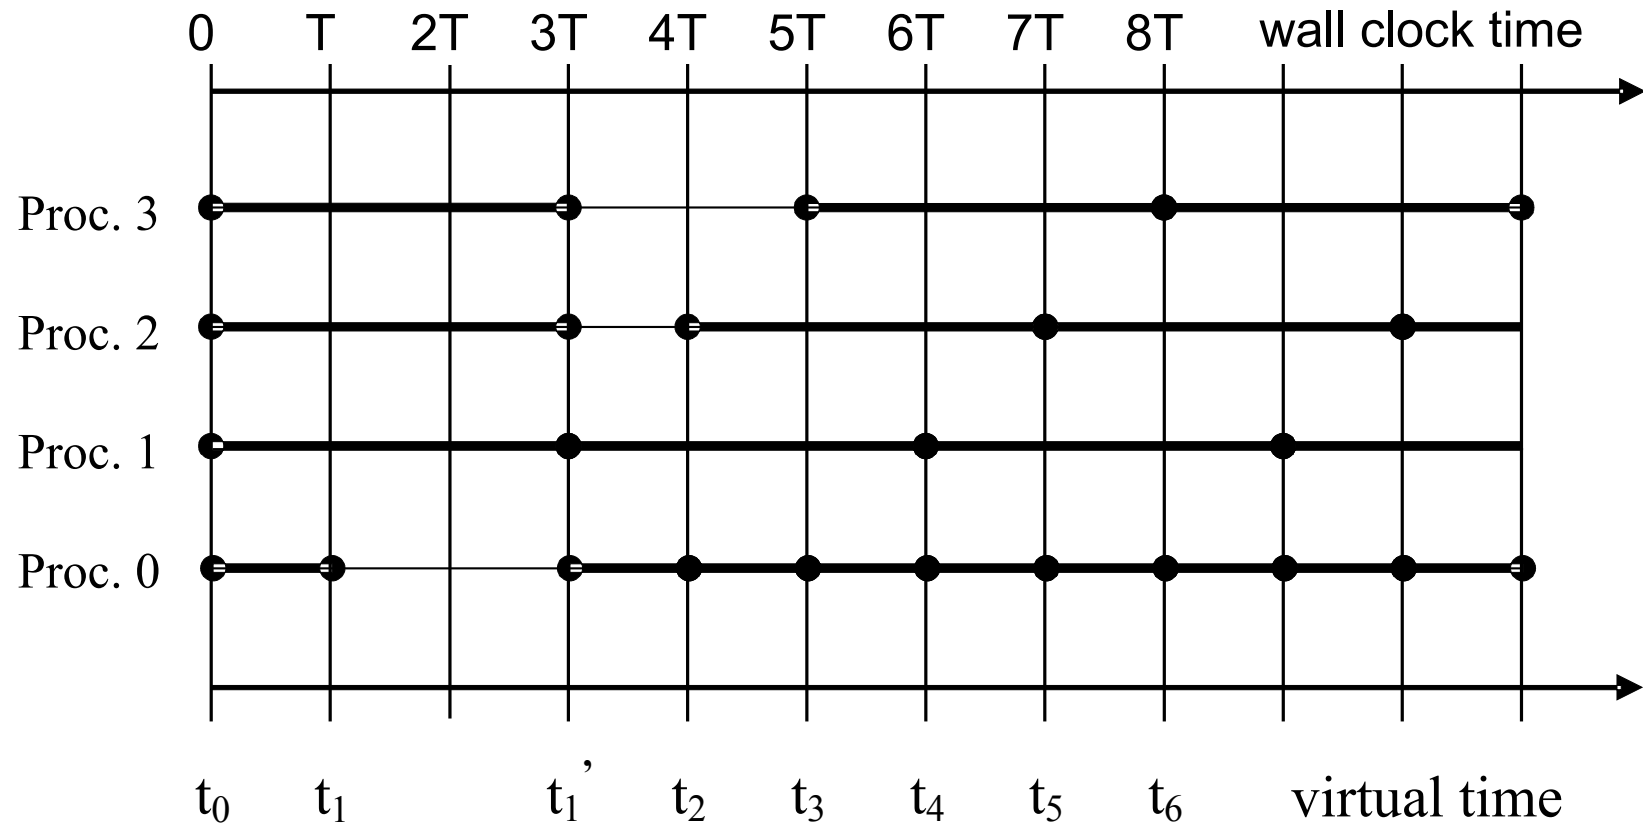 0 T 2T 3T 4T 5T 6T 7T 8T wall clock time
Proc. 3
Proc. 2
Proc. 1
Proc. 0
t₀ t₁ t₁’ t₂ t₃ t₄ t₅ t₆ virtual time